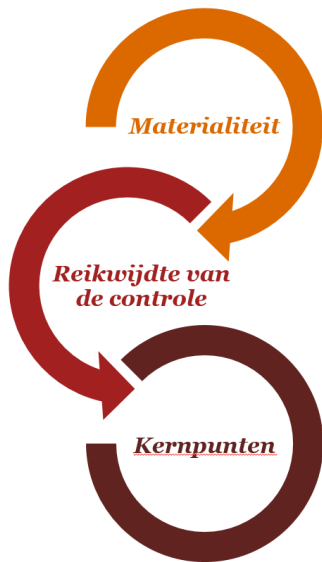 Materialiteit
Reikwijdte van
de controle
Kernpunten